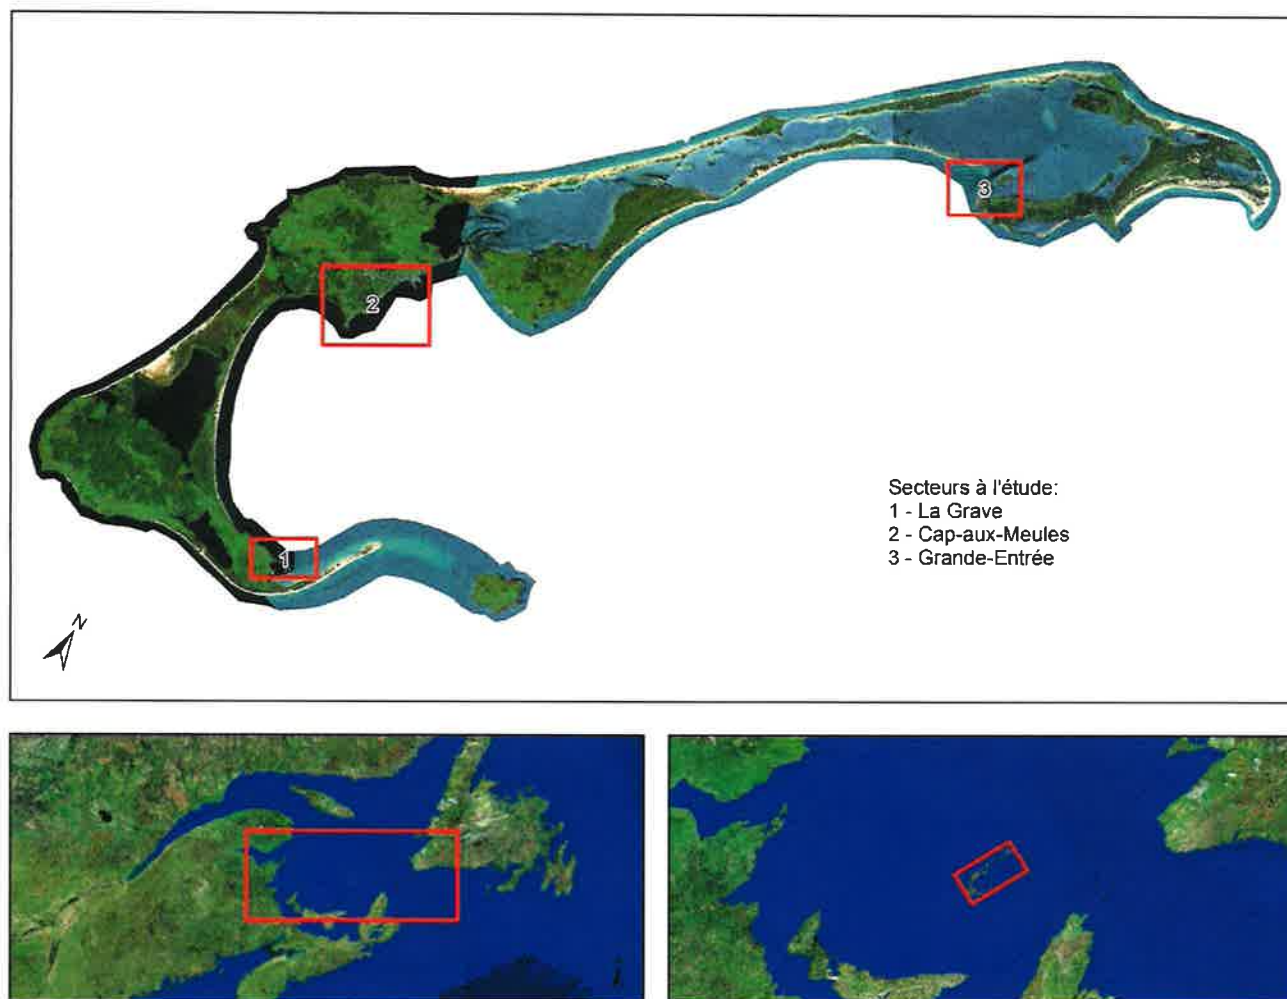 3
2
1
Secteurs à l'étude:
1 - La Grave
2 - Cap-aux-Meules
3 - Grande-Entrée
N